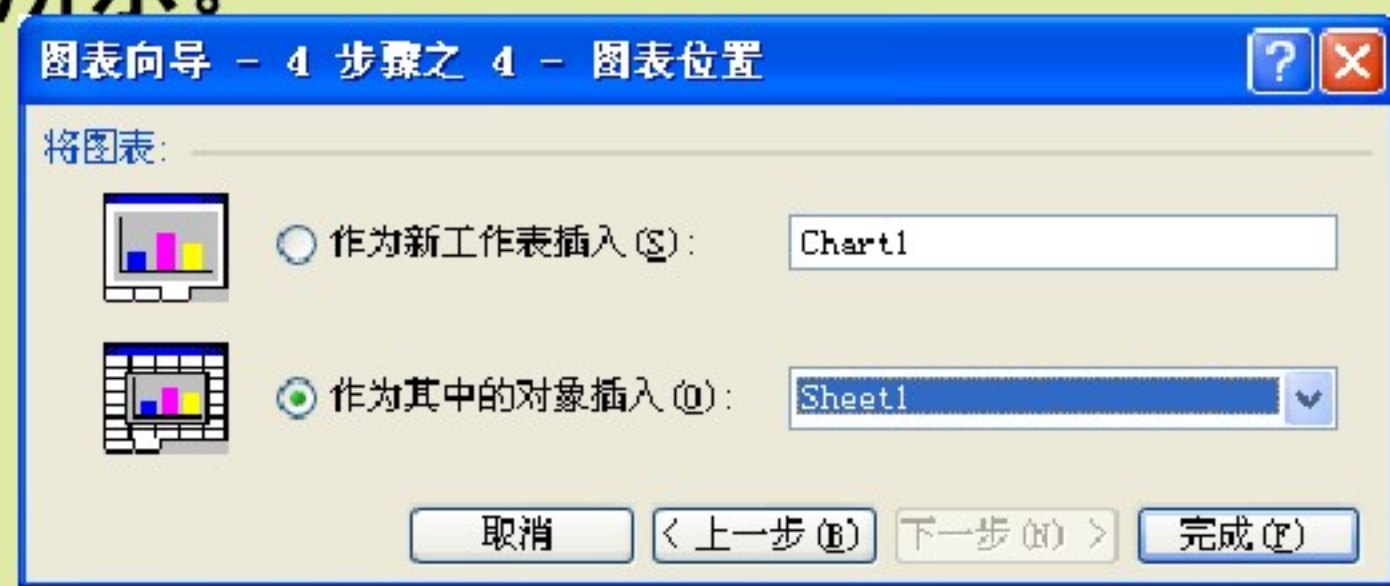 所示。
图表向导 - 4 步骤之 4 - 图表位置
将图表:
作为新工作表插入(S): Chart1
作为其中的对象插入(O): Sheet1
取消 < 上一步(B) 下一步(N) > 完成(F)